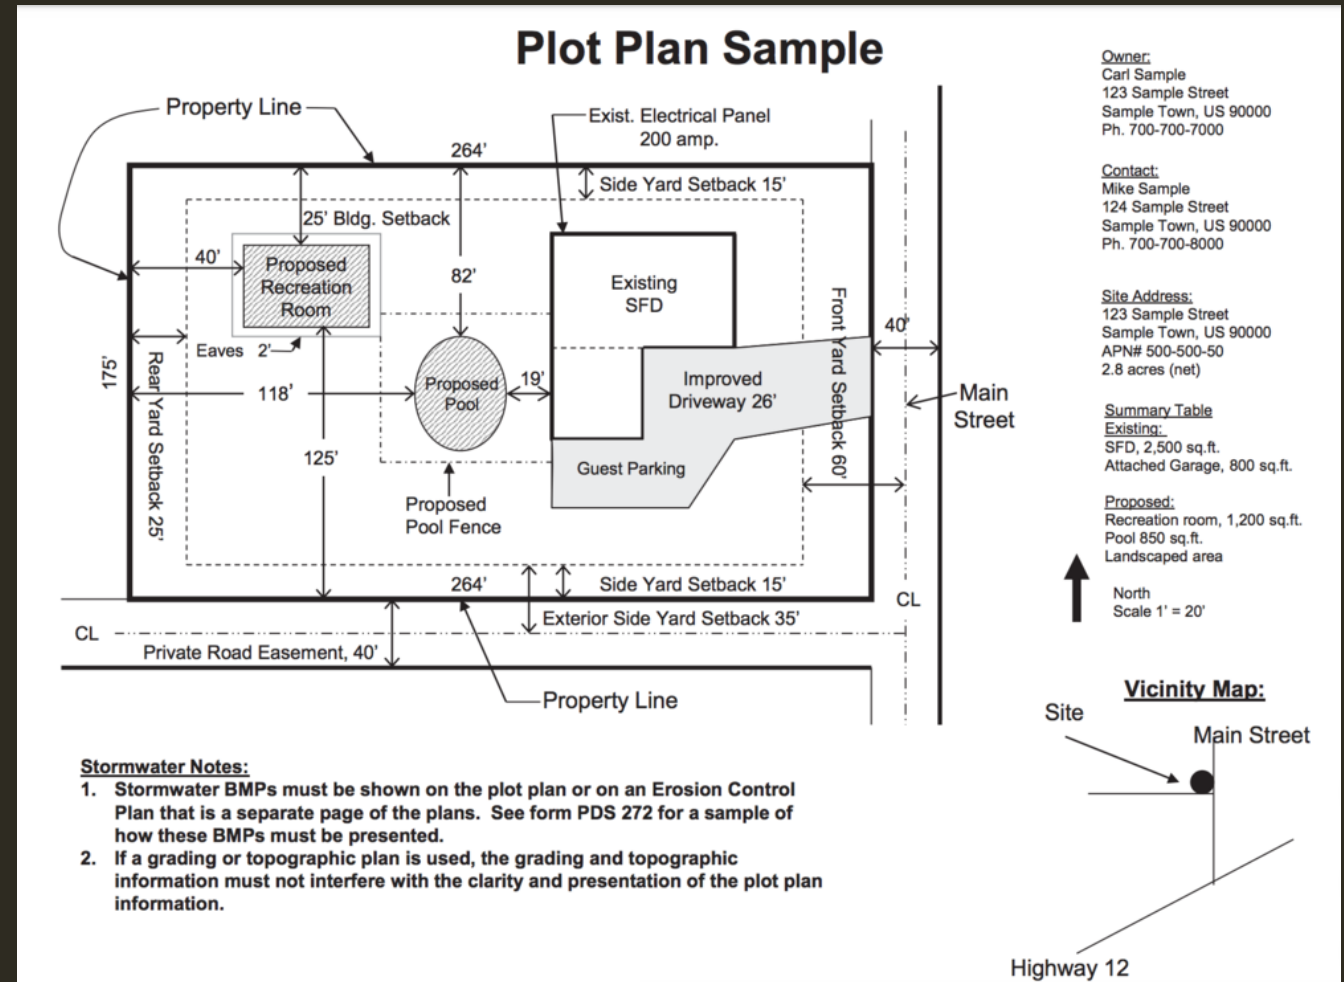 Plot Plan Sample
Property Line
Exist. Electrical Panel
200 amp.
264'
Side Yard Setback 15'
25' Bldg. Setback
40'
Proposed
Recreation
Room
82'
Existing
SFD
Front Yard Setback 60'
40'
Eaves 2'
175'
Rear Yard Setback 25'
118'
Proposed
Pool
19'
Improved
Driveway 26'
Main
Street
125'
Guest Parking
Proposed
Pool Fence
264'
Side Yard Setback 15'
CL
Exterior Side Yard Setback 35'
CL
Private Road Easement, 40'
Property Line
Owner:
Carl Sample
123 Sample Street
Sample Town, US 90000
Ph. 700-700-7000
Contact:
Mike Sample
124 Sample Street
Sample Town, US 90000
Ph. 700-700-8000
Site Address:
123 Sample Street
Sample Town, US 90000
APN# 500-500-50
2.8 acres (net)
Summary Table
Existing:
SFD, 2,500 sq.ft.
Attached Garage, 800 sq.ft.
Proposed:
Recreation room, 1,200 sq.ft.
Pool 850 sq.ft.
Landscaped area
North
Scale 1' = 20'
Vicinity Map:
Site
Main Street
Highway 12
Stormwater Notes:
1. Stormwater BMPs must be shown on the plot plan or on an Erosion Control
Plan that is a separate page of the plans. See form PDS 272 for a sample of
how these BMPs must be presented.
2. If a grading or topographic plan is used, the grading and topographic
information must not interfere with the clarity and presentation of the plot plan
information.